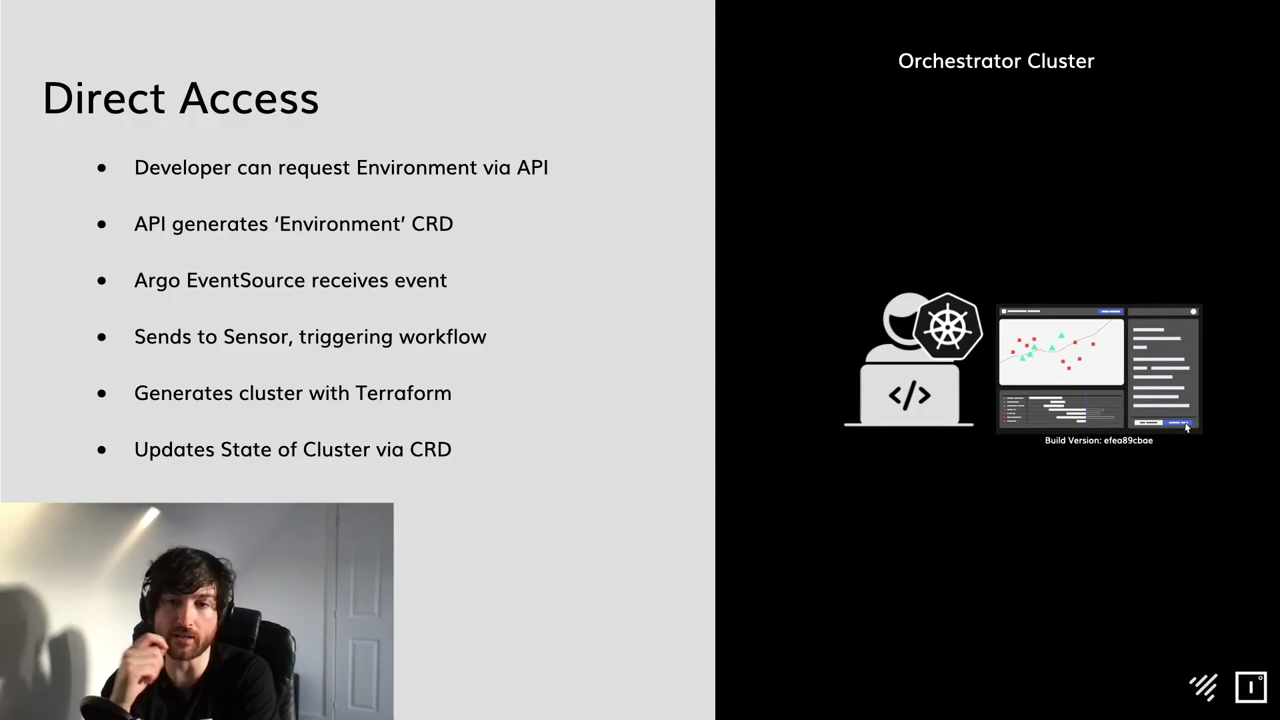 Direct Access
• Developer can request Environment via API
• API generates ‘Environment’ CRD
• Argo EventSource receives event
• Sends to Sensor, triggering workflow
• Generates cluster with Terraform
• Updates State of Cluster via CRD
Orchestrator Cluster
</>
Build Version: efea89cbae
I